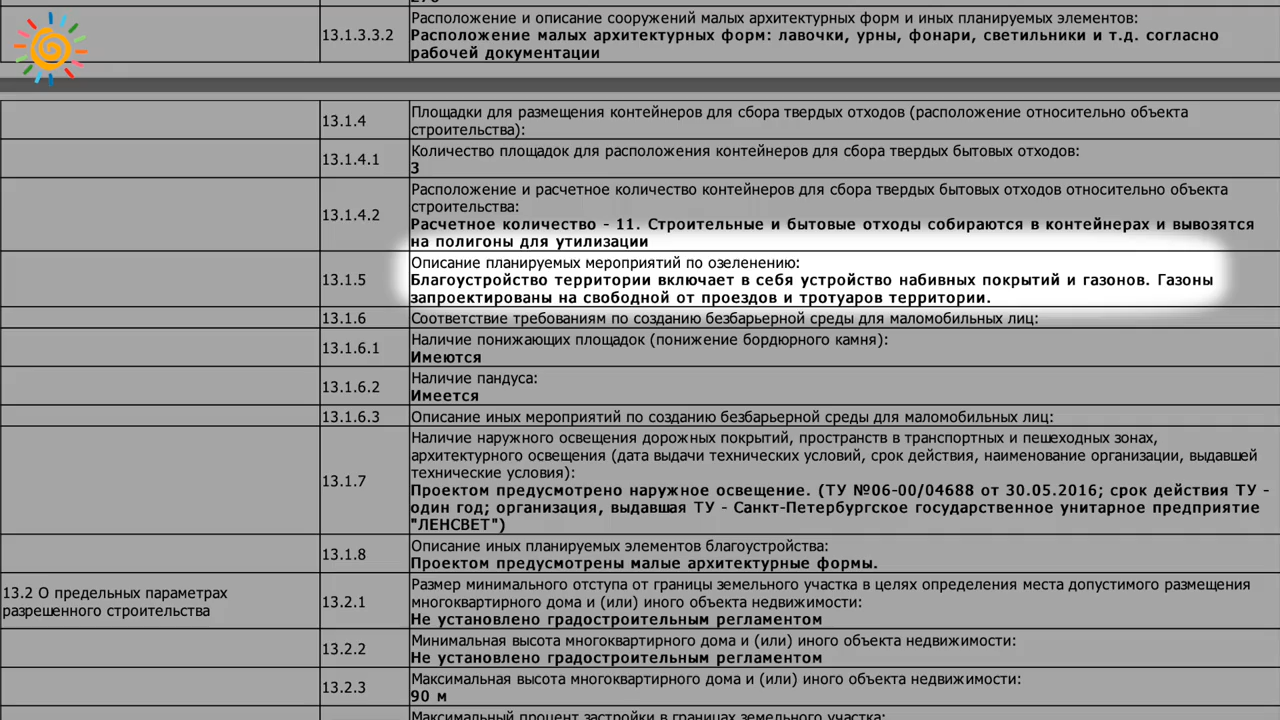 276
13.1.3.3.2
Расположение и описание сооружений малых архитектурных форм и иных планируемых элементов:
Расположение малых архитектурных форм: лавочки, урны, фонари, светильники и т.д. согласно
рабочей документации
13.1.4
Площадки для размещения контейнеров для сбора твердых отходов (расположение относительно объекта
строительства):
13.1.4.1
Количество площадок для расположения контейнеров для сбора твердых бытовых отходов:
3
13.1.4.2
Расположение и расчетное количество контейнеров для сбора твердых бытовых отходов относительно объекта
строительства:
Расчетное количество - 11. Строительные и бытовые отходы собираются в контейнерах и вывозятся
на полигоны для утилизации
13.1.5
Описание планируемых мероприятий по озеленению:
Благоустройство территории включает в себя устройство набивных покрытий и газонов. Газоны
запроектированы на свободной от проездов и тротуаров территории.
13.1.6
Соответствие требованиям по созданию безбарьерной среды для маломобильных лиц:
13.1.6.1
Наличие понижающих площадок (понижение бордюрного камня):
Имеются
13.1.6.2
Наличие пандуса:
Имеется
13.1.6.3
Описание иных мероприятий по созданию безбарьерной среды для маломобильных лиц:
13.1.7
Наличие наружного освещения дорожных покрытий, пространств в транспортных и пешеходных зонах,
архитектурного освещения (дата выдачи технических условий, срок действия, наименование организации, выдавшей
технические условия):
Проектом предусмотрено наружное освещение. (ТУ №06-00/04688 от 30.05.2016; срок действия ТУ -
один год; организация, выдавшая ТУ - Санкт-Петербургское государственное унитарное предприятие
"ЛЕНСВЕТ")
13.1.8
Описание иных планируемых элементов благоустройства:
Проектом предусмотрены малые архитектурные формы.
13.2 О предельных параметрах
разрешенного строительства
13.2.1
Размер минимального отступа от границы земельного участка в целях определения места допустимого размещения
многоквартирного дома и (или) иного объекта недвижимости:
Не установлено градостроительным регламентом
13.2.2
Минимальная высота многоквартирного дома и (или) иного объекта недвижимости:
Не установлено градостроительным регламентом
13.2.3
Максимальная высота многоквартирного дома и (или) иного объекта недвижимости:
90 м
Максимальный процент застройки в границах земельного участка: